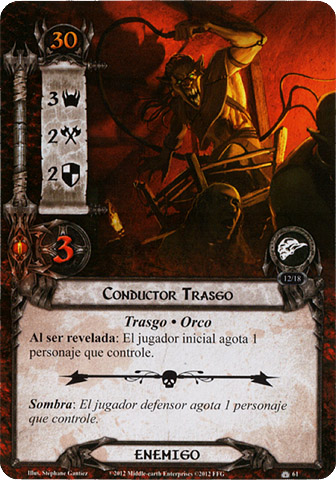 30
3
2
2
3
12/18
Conductor Trasgo
Trasgo • Orco
Al ser revelada: El jugador inicial agota 1
personaje que controle.
Sombra: El jugador defensor agota 1 personaje
que controle.
ENEMIGO
Illus. Stéphane Gantiez ©2012 Middle-earth Enterprises ©2012 FFG 61